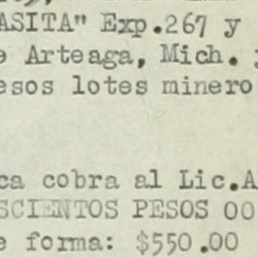 ASITA" Exp.267 y
e Arteaga, Mich.
esos lotes minero
ca cobra al Lic.A
SCIENTOS PESOS 00
e forma: $550.00